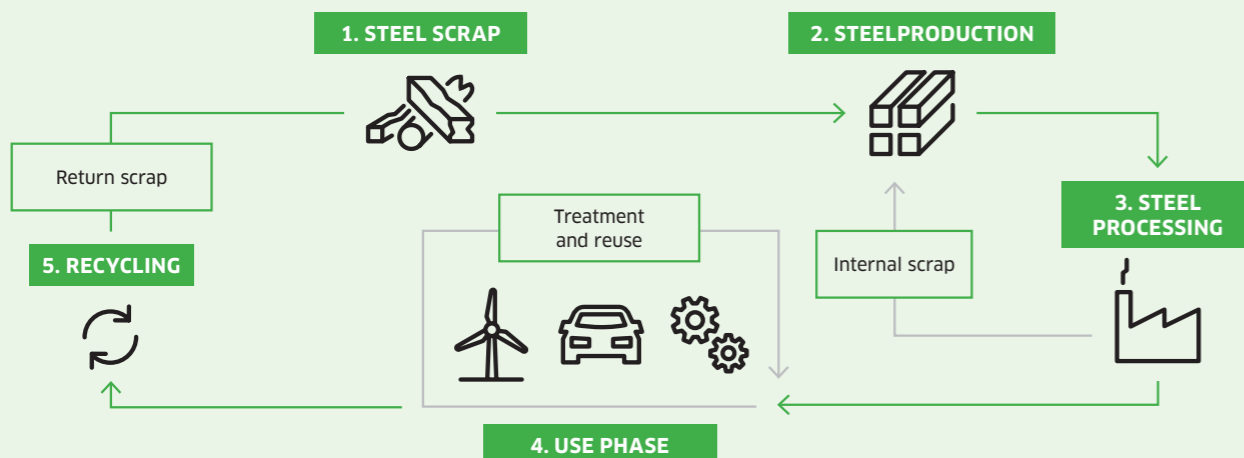 1. STEEL SCRAP
2. STEELPRODUCTION
Return scrap
Treatment
and reuse
3. STEEL
PROCESSING
5. RECYCLING
Internal scrap
4. USE PHASE